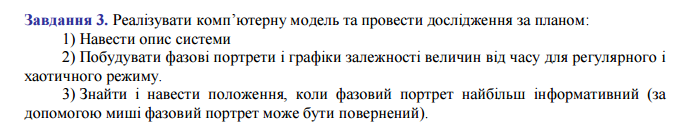 Завдання 3. Реалізувати комп’ютерну модель та провести дослідження за планом:
1) Навести опис системи
2) Побудувати фазові портрети і графіки залежності величин від часу для регулярного і
хаотичного режиму.
3) Знайти і навести положення, коли фазовий портрет найбільш інформативний (за
допомогою миші фазовий портрет може бути повернений).